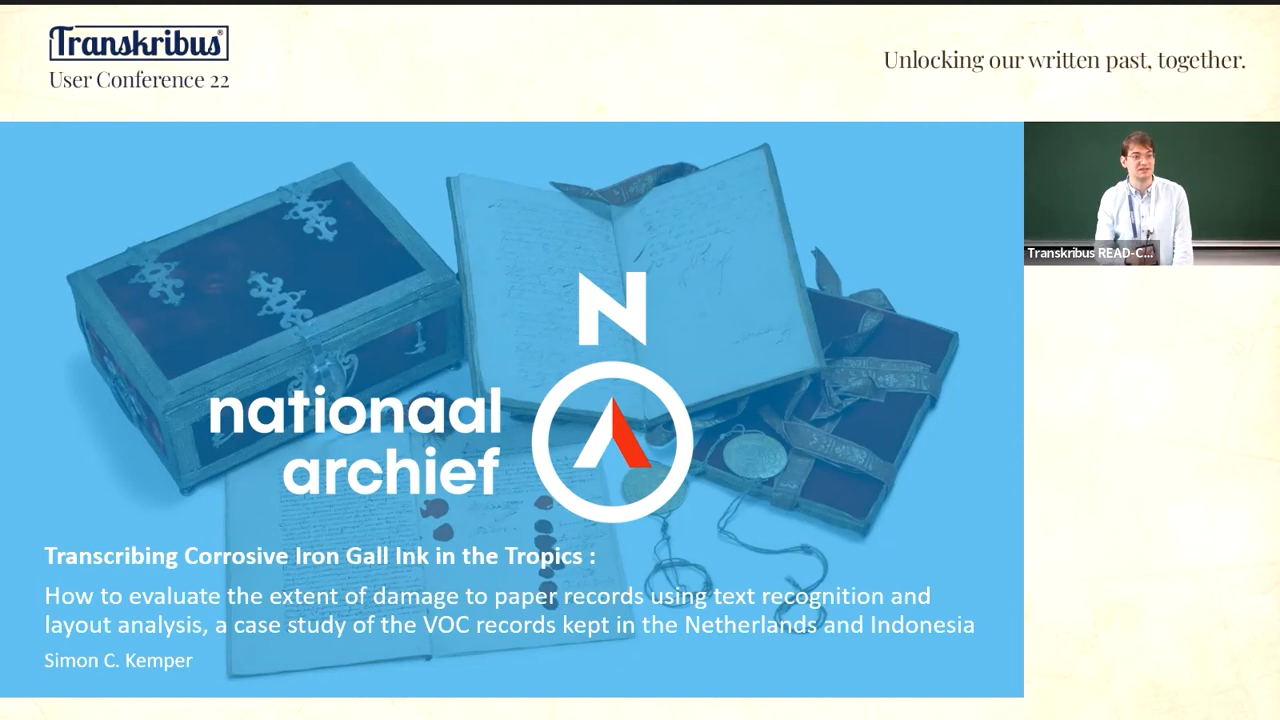 Transkribus®
User Conference 22
Unlocking our written past, together.
N
nationaal
archief
Transcribing Corrosive Iron Gall Ink in the Tropics :
How to evaluate the extent of damage to paper records using text recognition and
layout analysis, a case study of the VOC records kept in the Netherlands and Indonesia
Simon C. Kemper
Transkribus READ-C...